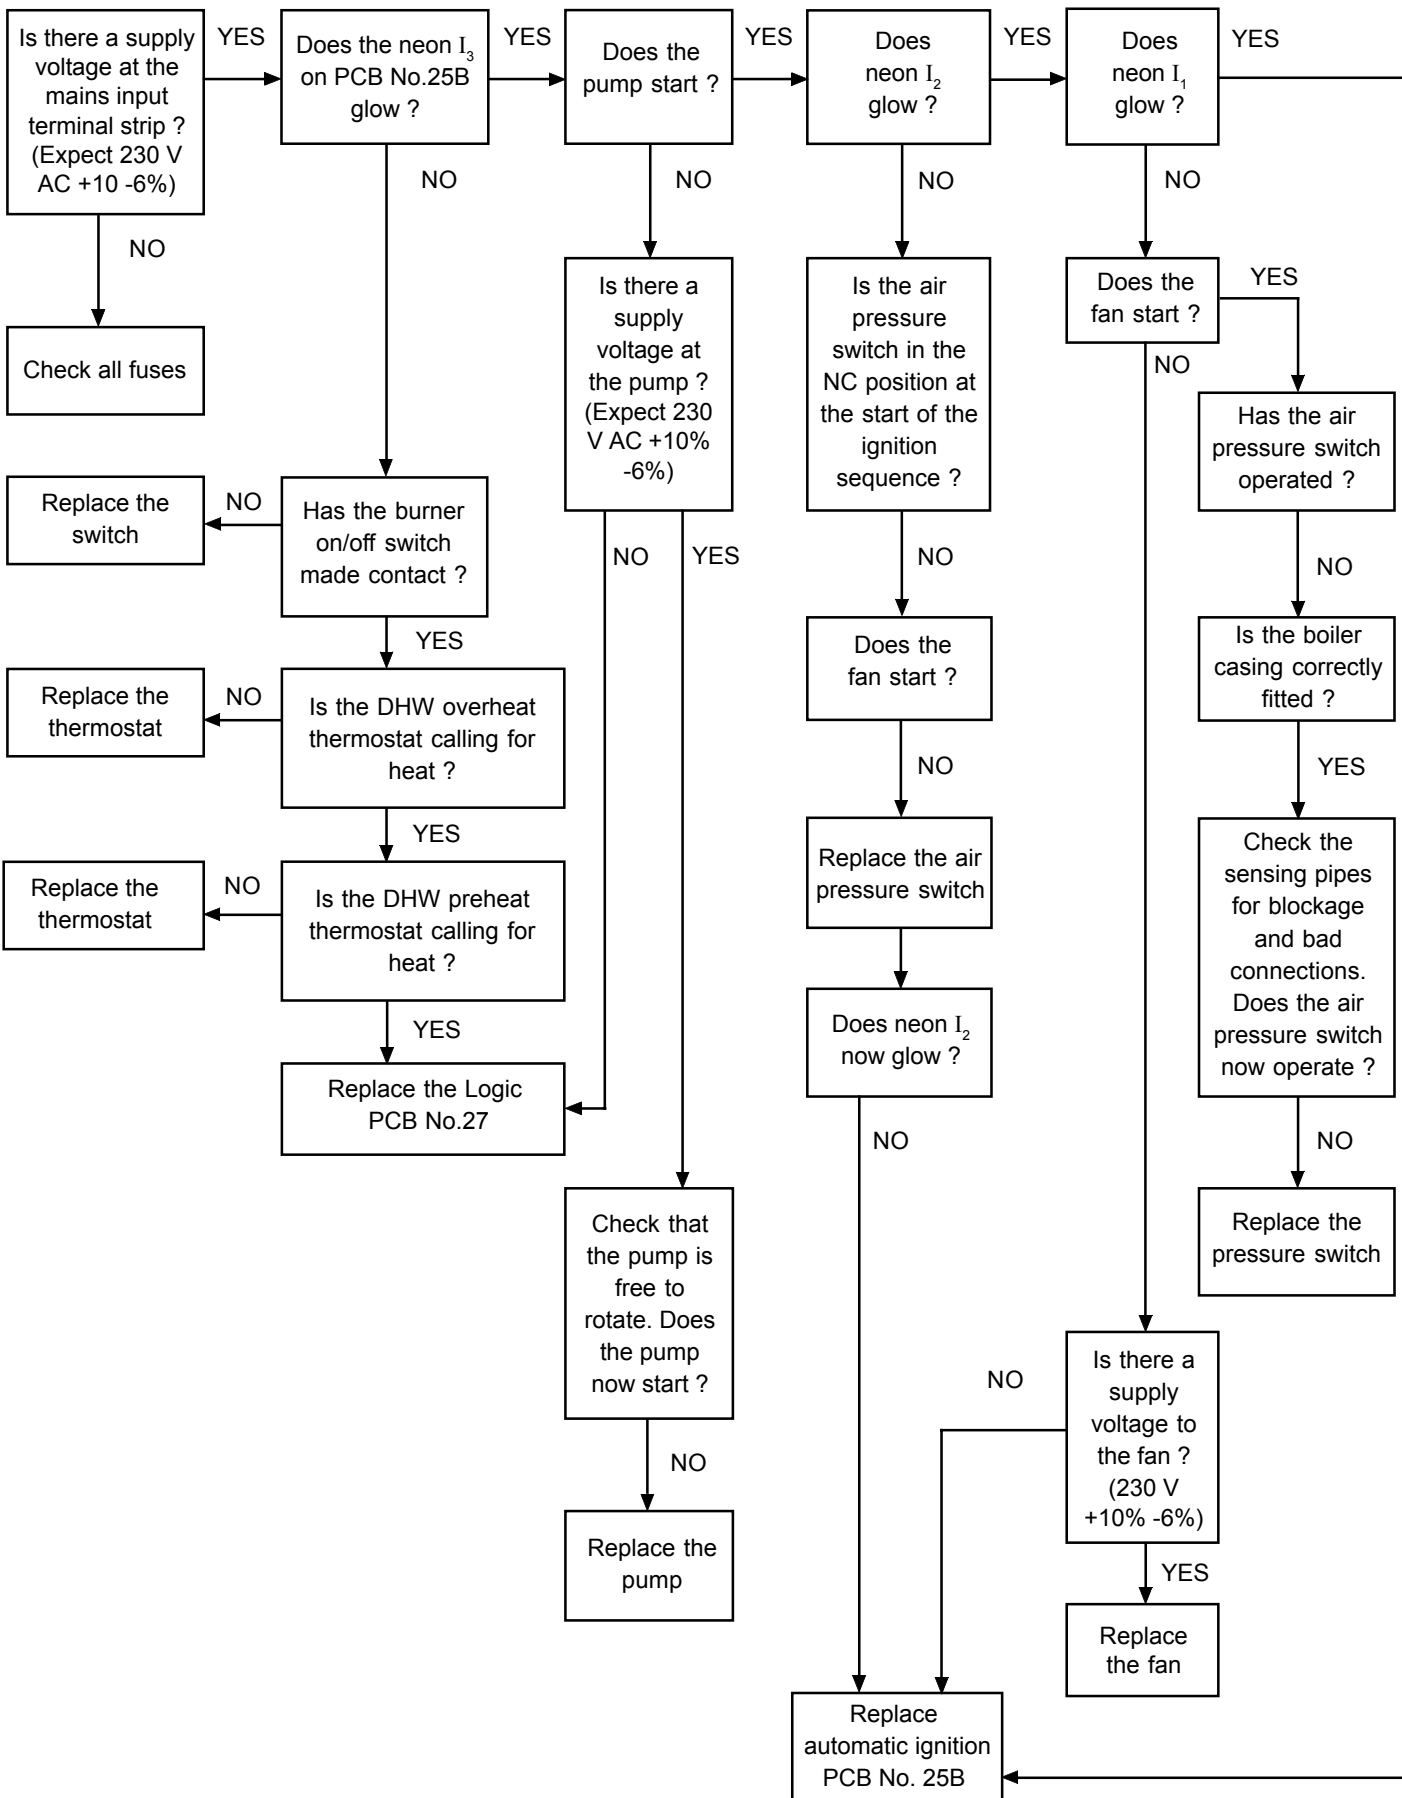 Is there a supply
voltage at the
mains input
terminal strip ?
(Expect 230 V
AC +10 -6%)
YES
Does the neon I3
on PCB No.25B
glow ?
YES
Does the
pump start ?
YES
Does
neon I2
glow ?
YES
Does
neon I1
glow ?
YES
NO
Check all fuses
NO
NO
NO
NO
Has the burner
on/off switch
made contact ?
NO
Replace the
switch
YES
Is the DHW overheat
thermostat calling for
heat ?
NO
Replace the
thermostat
YES
Is the DHW preheat
thermostat calling for
heat ?
NO
Replace the
thermostat
YES
Replace the Logic
PCB No.27
Is there a
supply
voltage at
the pump ?
(Expect 230
V AC +10%
-6%)
NO
YES
Check that
the pump is
free to
rotate. Does
the pump
now start ?
NO
Replace the
pump
Is the air
pressure
switch in the
NC position at
the start of the
ignition
sequence ?
NO
Does the
fan start ?
NO
Replace the air
pressure switch
Does neon I2
now glow ?
NO
Does the
fan start ?
YES
NO
Has the air
pressure switch
operated ?
NO
Is the boiler
casing correctly
fitted ?
YES
Check the
sensing pipes
for blockage
and bad
connections.
Does the air
pressure switch
now operate ?
NO
Replace the
pressure switch
Is there a
supply
voltage to
the fan ?
(230 V
+10% -6%)
NO
YES
Replace
the fan
Replace
automatic ignition
PCB No. 25B